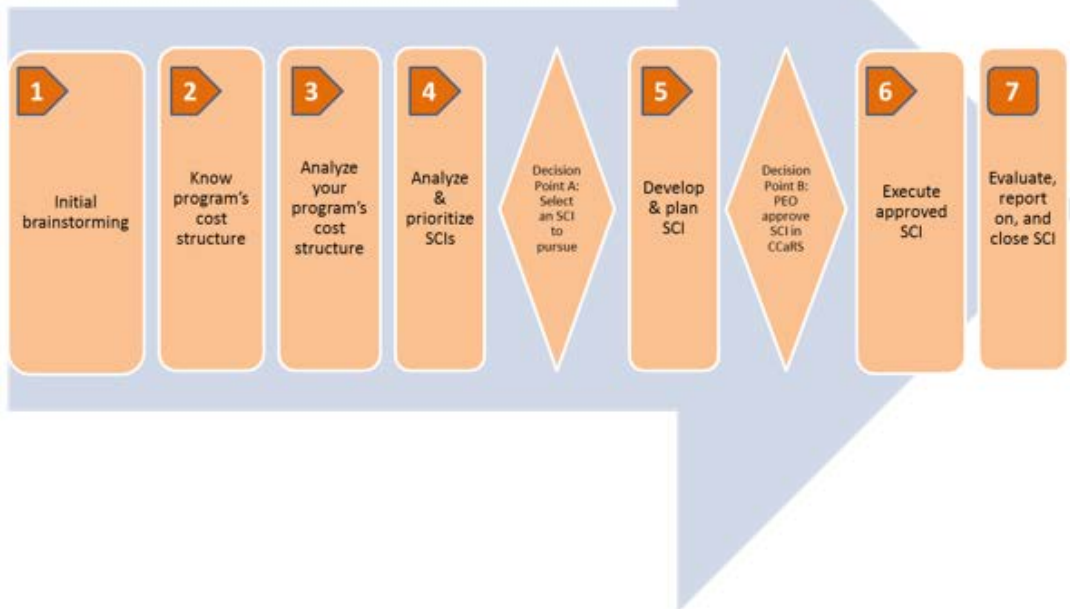 1
Initial
brainstorming
2
Know
program's
cost
structure
3
Analyze
your
program's
cost
structure
4
Analyze
&
prioritize
SCIs
Decision
Point A:
Select
an SCI
to
pursue
5
Develop
& plan
SCI
Decision
Point B:
PEO
approve
SCI in
CCaRS
6
Execute
approved
SCI
7
Evaluate,
report
on, and
close SCI